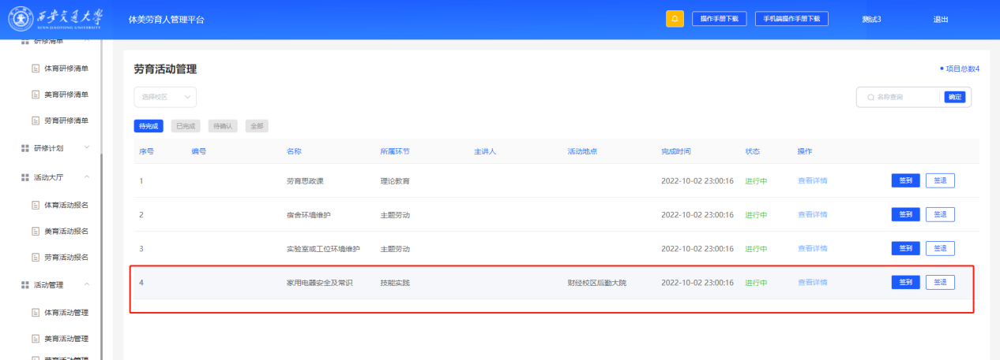 西安交通大学
XI'AN JIAOTONG UNIVERSITY
体美劳育人管理平台
操作手册下载
手机端操作手册下载
测试3
退出
研修清单
体育研修清单
美育研修清单
劳育研修清单
研修计划
活动大厅
体育活动报名
美育活动报名
劳育活动报名
活动管理
体育活动管理
美育活动管理
劳育活动管理
劳育活动管理
项目总数4
选择校区
名称查询
确定
待完成 已完成 待确认 全部
序号 编号 名称 所属环节 主讲人 活动地点 完成时间 状态 操作
1 劳育思政课 理论教育 2022-10-02 23:00:16 进行中 查看详情 签到 签退
2 宿舍环境维护 主题劳动 2022-10-02 23:00:16 进行中 查看详情 签到 签退
3 实验室或工位环境维护 主题劳动 2022-10-02 23:00:16 进行中 查看详情 签到 签退
4 家用电器安全及常识 技能实践 财经校区后勤大院 2022-10-02 23:00:16 进行中 查看详情 签到 签退